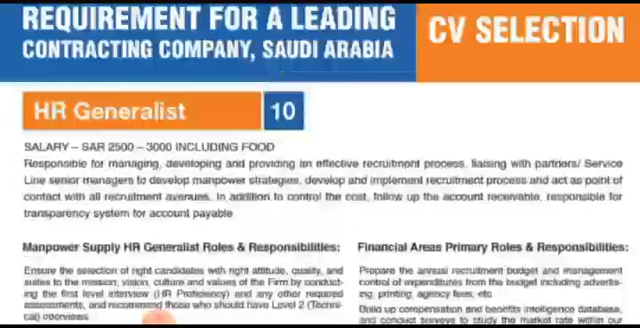 REQUIREMENT FOR A LEADING
CONTRACTING COMPANY, SAUDI ARABIA
CV SELECTION
HR Generalist 10
SALARY – SAR 2500 – 3000 INCLUDING FOOD
Responsible for managing, developing and providing an effective recruitment process, liaising with partners/ Service
Line senior managers to develop manpower strategies, develop and implement recruitment process and act as point of
contact with all recruitment avenues. In addition to control the cost, follow up the account receivable, responsible for
transparency system for account payable
Manpower Supply HR Generalist Roles & Responsibilities:
Ensure the selection of right candidates with right attitude, quality, and
suites to the mission, vision, culture and values of the Firm by conduct-
ing the first level interview (HR Proficiency) and any other required
assessments, and recommend those who should have Level 2 (Techni-
cal) interviews
Financial Areas Primary Roles & Responsibilities:
Prepare the annual recruitment budget and management
control of expenditures from the budget including advertis-
ing, printing, agency fees, etc
Build up compensation and benefits intelligence database,
and conduct surveys to study the market rate within our